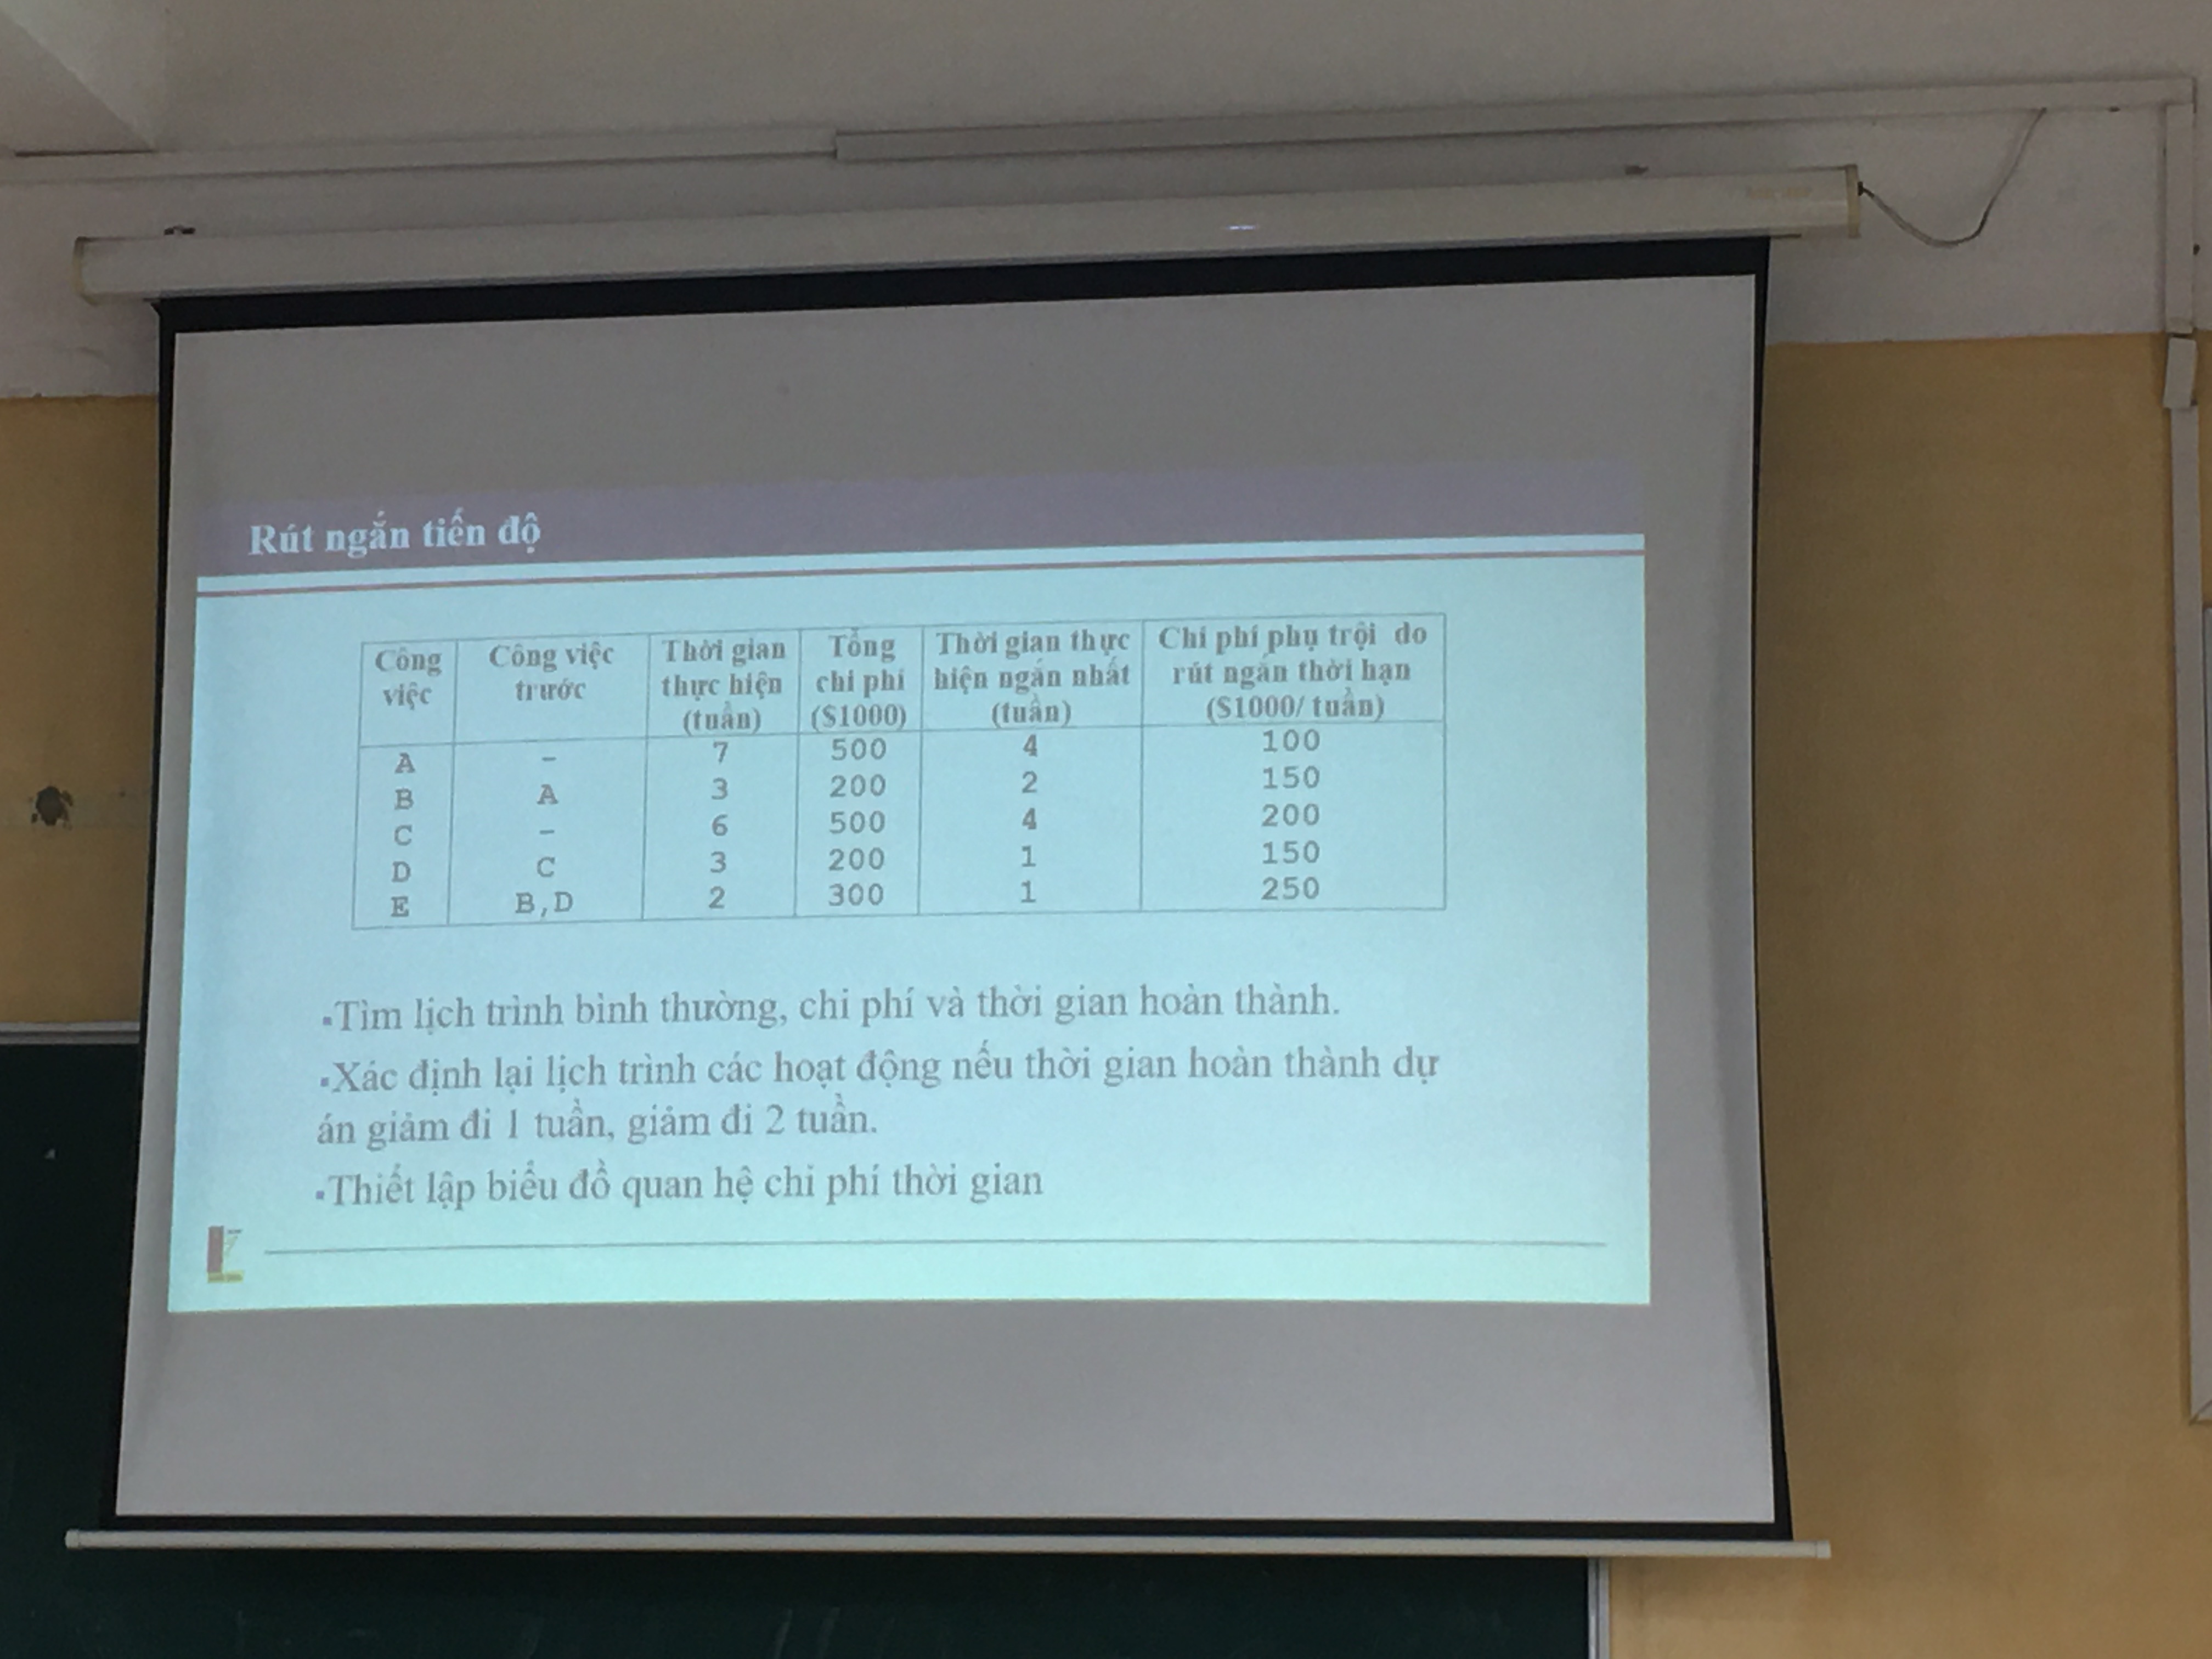 Rút ngắn tiến độ
Công việc | Công việc trước | Thời gian thực hiện (tuần) | Tổng chi phí ($1000) | Thời gian thực hiện ngắn nhất (tuần) | Chi phí phụ trội do rút ngắn thời hạn ($1000/ tuần)
A | – | 7 | 500 | 4 | 100
B | A | 3 | 200 | 2 | 150
C | – | 6 | 500 | 4 | 200
D | C | 3 | 200 | 1 | 150
E | B,D | 2 | 300 | 1 | 250
▪Tìm lịch trình bình thường, chi phí và thời gian hoàn thành.
▪Xác định lại lịch trình các hoạt động nếu thời gian hoàn thành dự
án giảm đi 1 tuần, giảm đi 2 tuần.
▪Thiết lập biểu đồ quan hệ chi phí thời gian